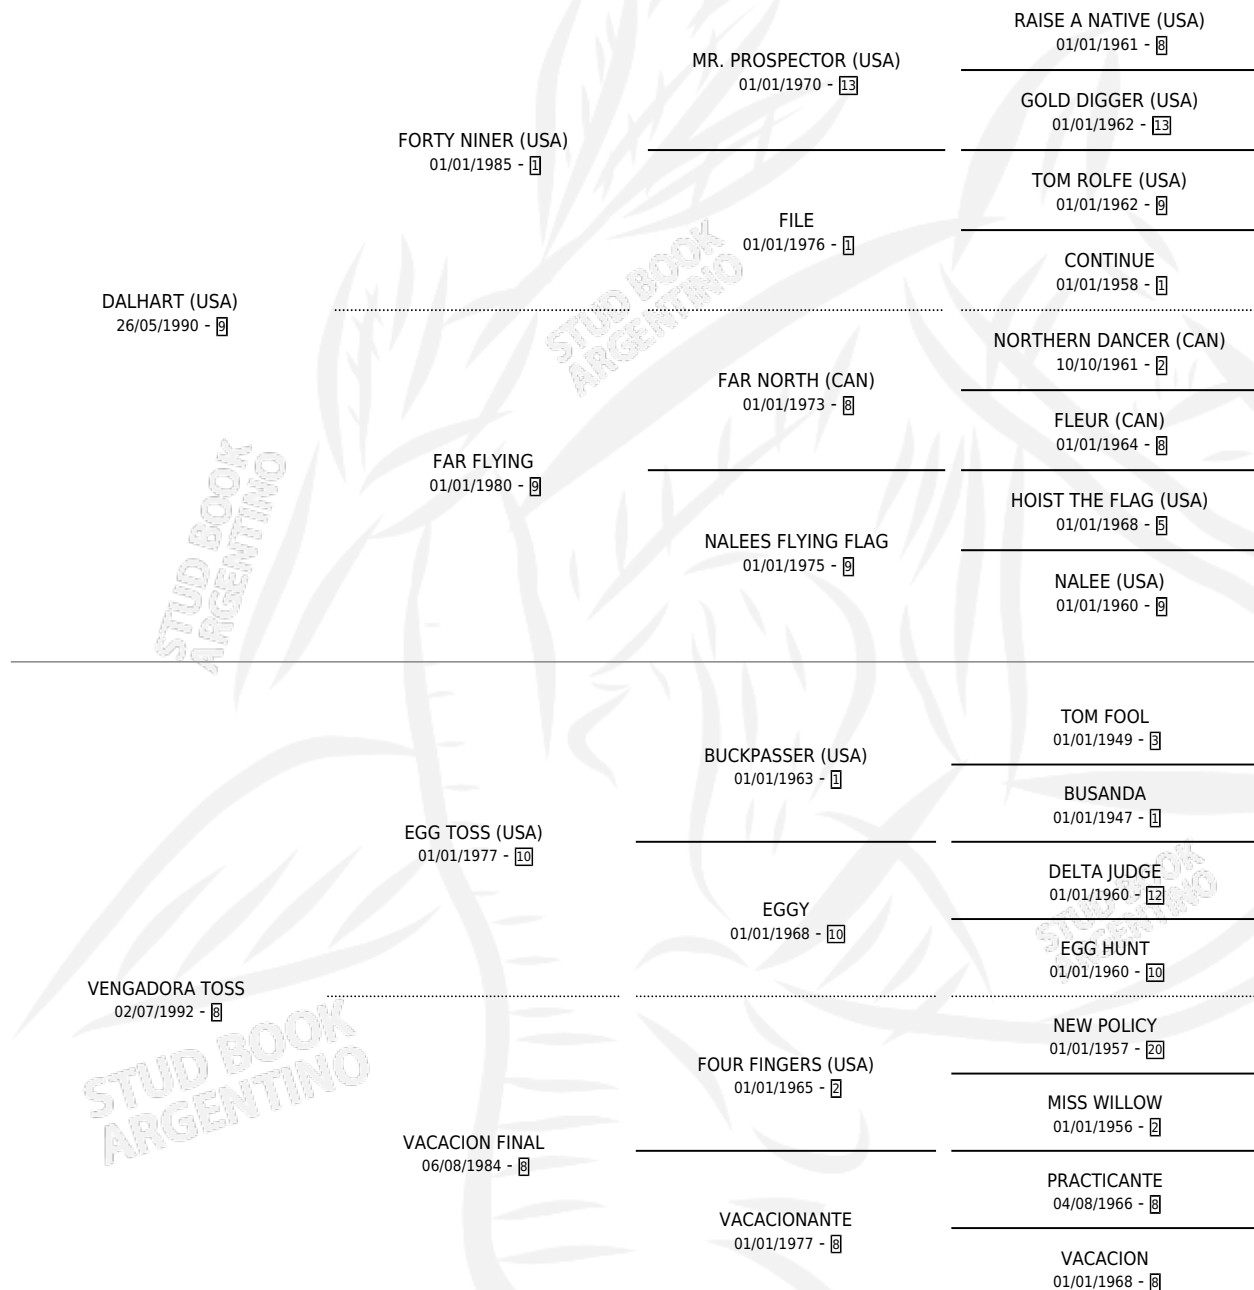 RAISE A NATIVE (USA)
01/01/1961 - 8
MR. PROSPECTOR (USA)
01/01/1970 - 13
GOLD DIGGER (USA)
01/01/1962 - 13
FORTY NINER (USA)
01/01/1985 - 1
TOM ROLFE (USA)
01/01/1962 - 9
FILE
01/01/1976 - 1
CONTINUE
01/01/1958 - 1
DALHART (USA)
26/05/1990 - 9
NORTHERN DANCER (CAN)
10/10/1961 - 2
FAR NORTH (CAN)
01/01/1973 - 8
FLEUR (CAN)
01/01/1964 - 8
FAR FLYING
01/01/1980 - 9
HOIST THE FLAG (USA)
01/01/1968 - 5
NALEES FLYING FLAG
01/01/1975 - 9
NALEE (USA)
01/01/1960 - 9
TOM FOOL
01/01/1949 - 3
BUCKPASSER (USA)
01/01/1963 - 1
BUSANDA
01/01/1947 - 1
EGG TOSS (USA)
01/01/1977 - 10
DELTA JUDGE
01/01/1960 - 12
EGGY
01/01/1968 - 10
EGG HUNT
01/01/1960 - 10
VENGADORA TOSS
02/07/1992 - 8
NEW POLICY
01/01/1957 - 20
FOUR FINGERS (USA)
01/01/1965 - 2
MISS WILLOW
01/01/1956 - 2
VACACION FINAL
06/08/1984 - 8
PRACTICANTE
04/08/1966 - 8
VACACIONANTE
01/01/1977 - 8
VACACION
01/01/1968 - 8
STUD BOOK
ARGENTINO
STUD BOOK
ARGENTINO
STUD BOOK
ARGENTINO
STUD BOOK
ARGENTINO